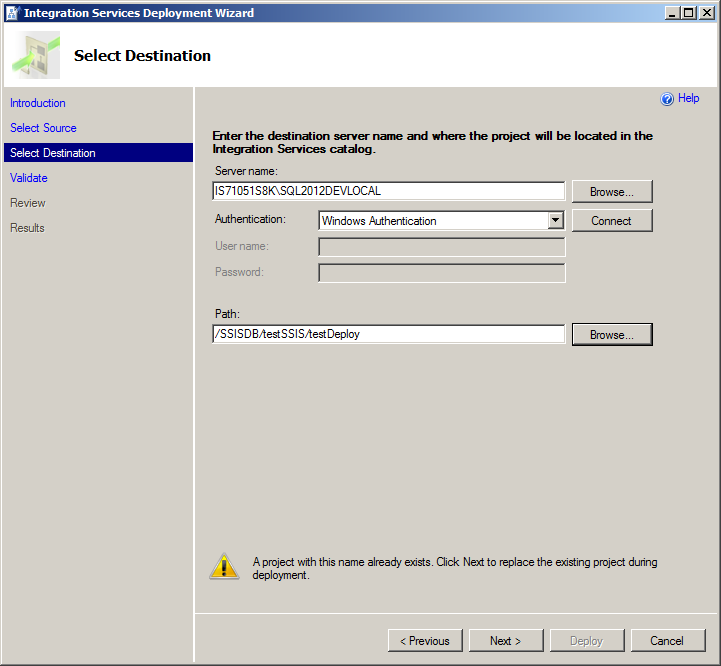 Integration Services Deployment Wizard
Select Destination
Introduction
Select Source
Select Destination
Validate
Review
Results
Help
Enter the destination server name and where the project will be located in the
Integration Services catalog.
Server name:
IS71051S8K\SQL2012DEVLOCAL
Browse...
Authentication:
Windows Authentication
Connect
User name:
Password:
Path:
/SSISDB/testSSIS/testDeploy
Browse...
A project with this name already exists. Click Next to replace the existing project during
deployment.
< Previous
Next >
Deploy
Cancel